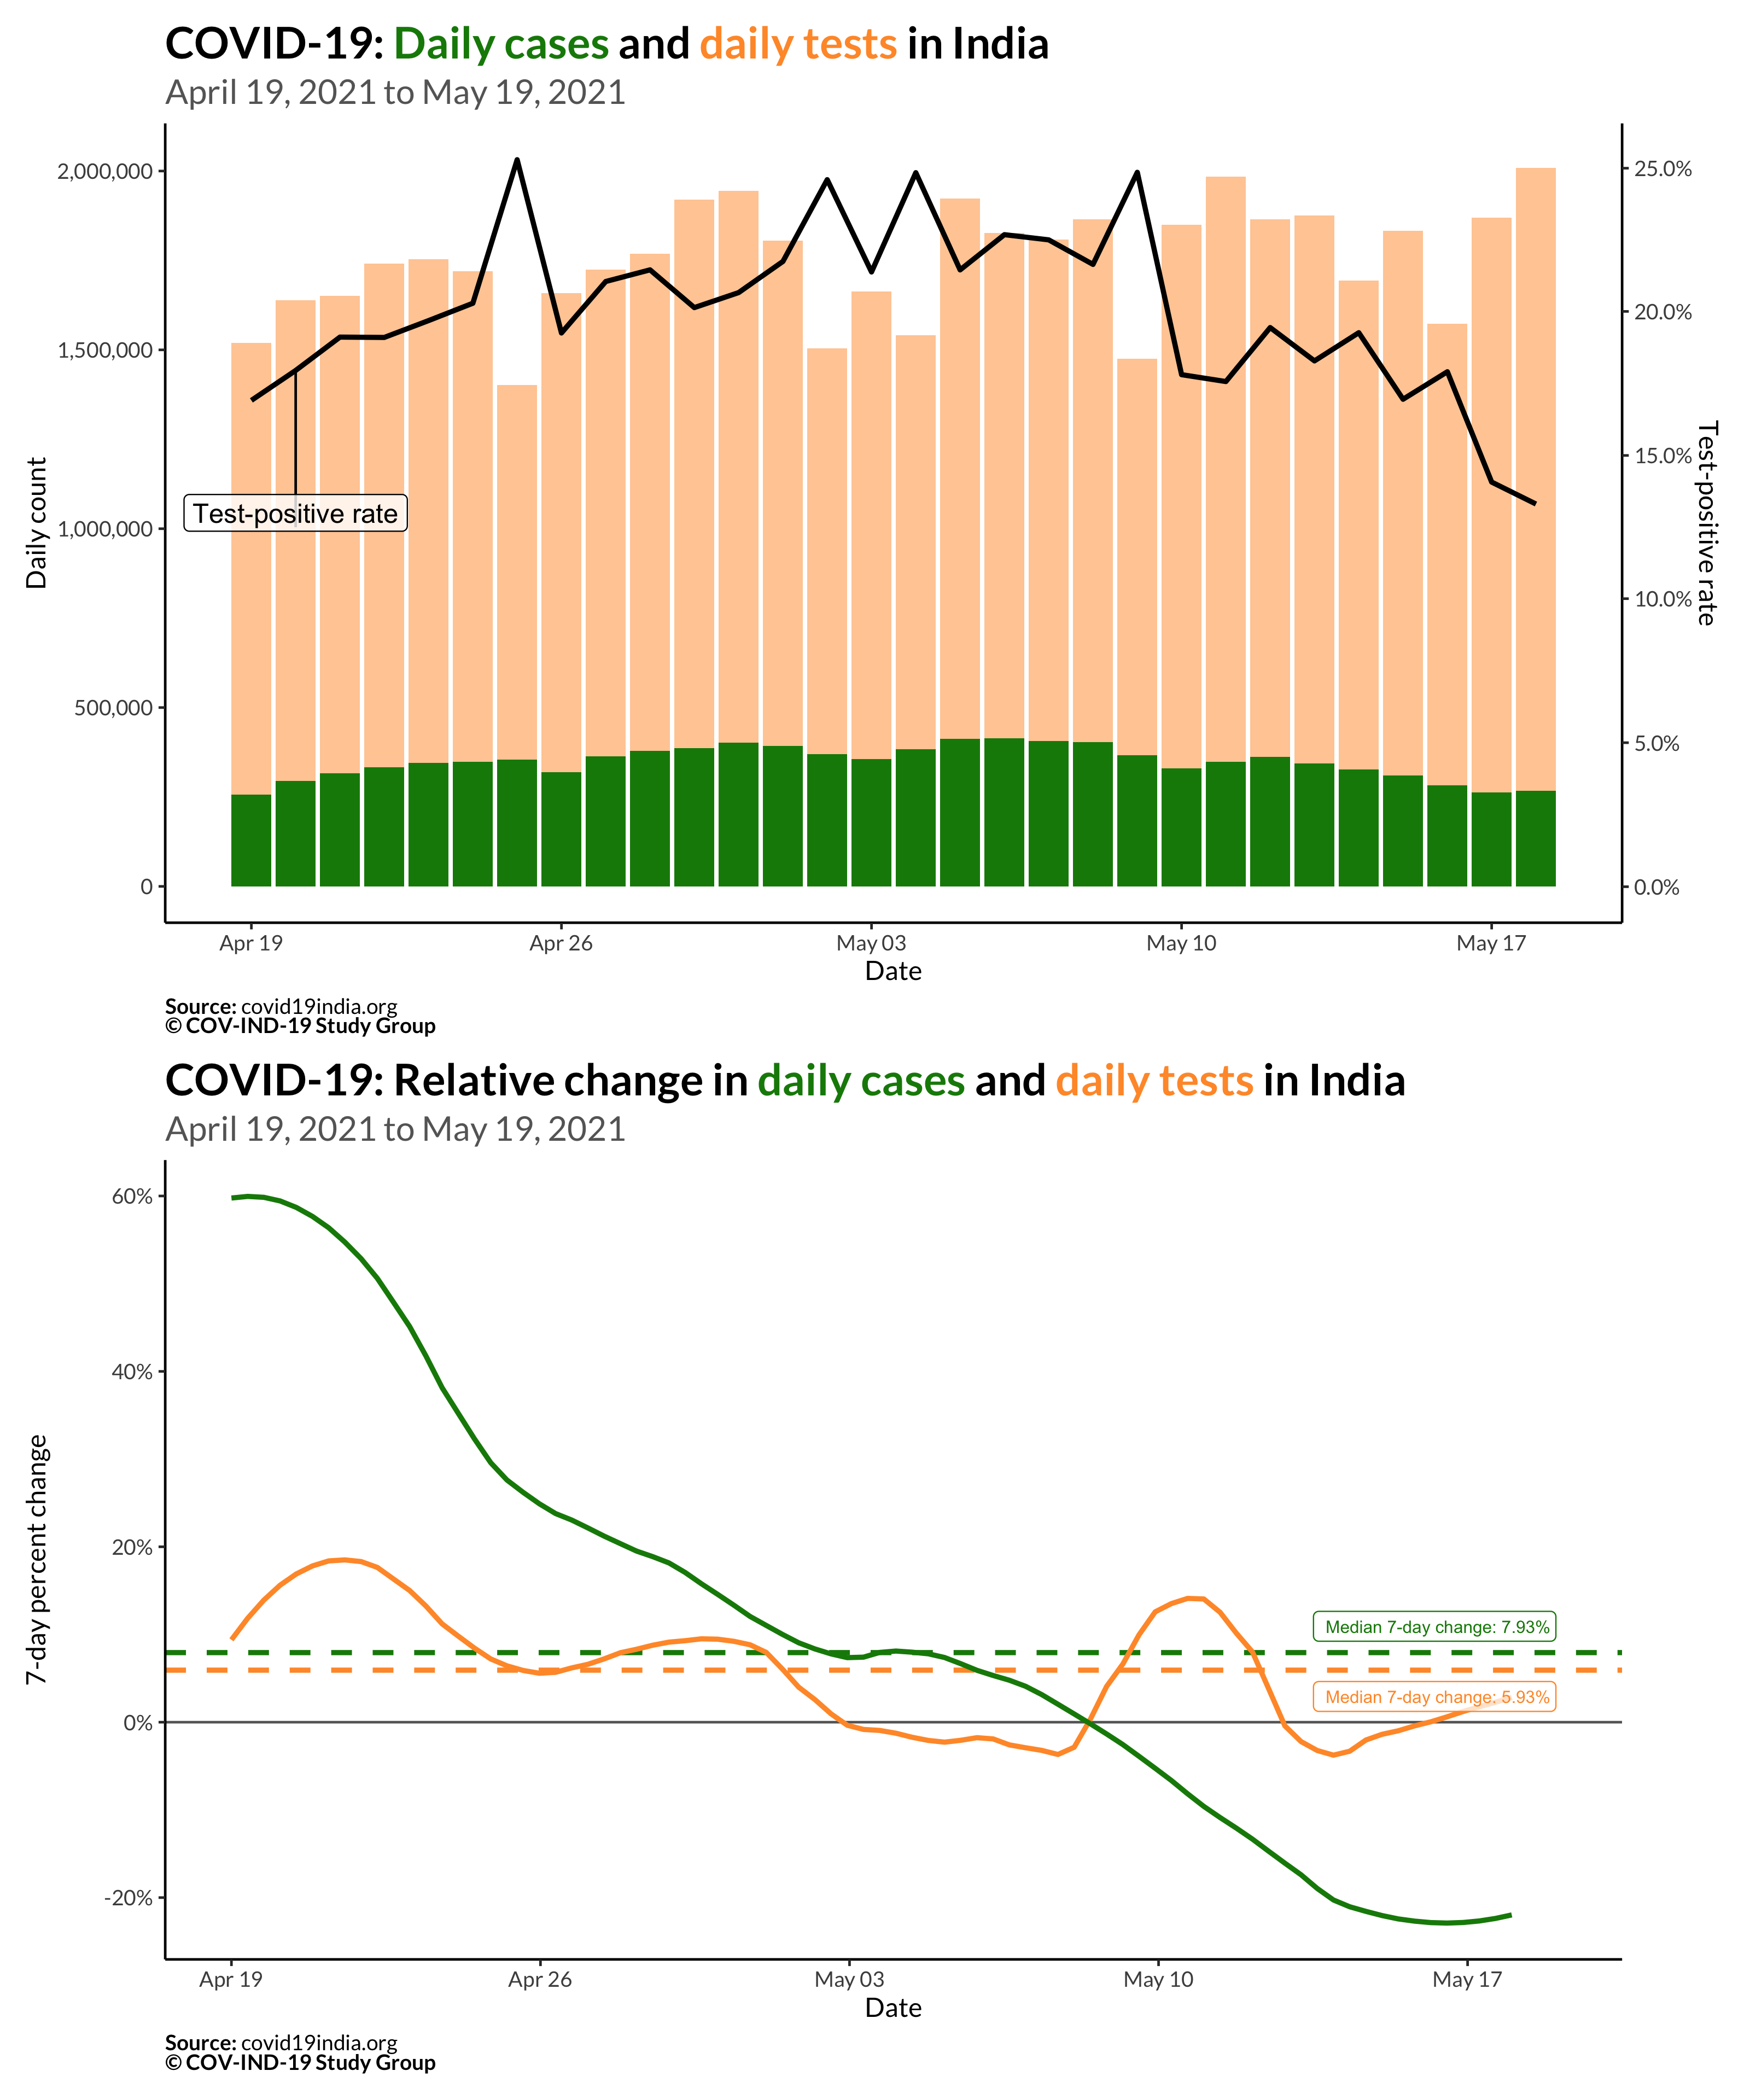 COVID-19: Daily cases and daily tests in India
April 19, 2021 to May 19, 2021
2,000,000
1,500,000
1,000,000
500,000
0
Daily count
Test-positive rate
25.0%
20.0%
15.0%
10.0%
5.0%
0.0%
Test-positive rate
Apr 19
Apr 26
May 03
May 10
May 17
Date
Source: covid19india.org
© COV-IND-19 Study Group
COVID-19: Relative change in daily cases and daily tests in India
April 19, 2021 to May 19, 2021
60%
40%
20%
0%
-20%
7-day percent change
Median 7-day change: 7.93%
Median 7-day change: 5.93%
Apr 19
Apr 26
May 03
May 10
May 17
Date
Source: covid19india.org
© COV-IND-19 Study Group